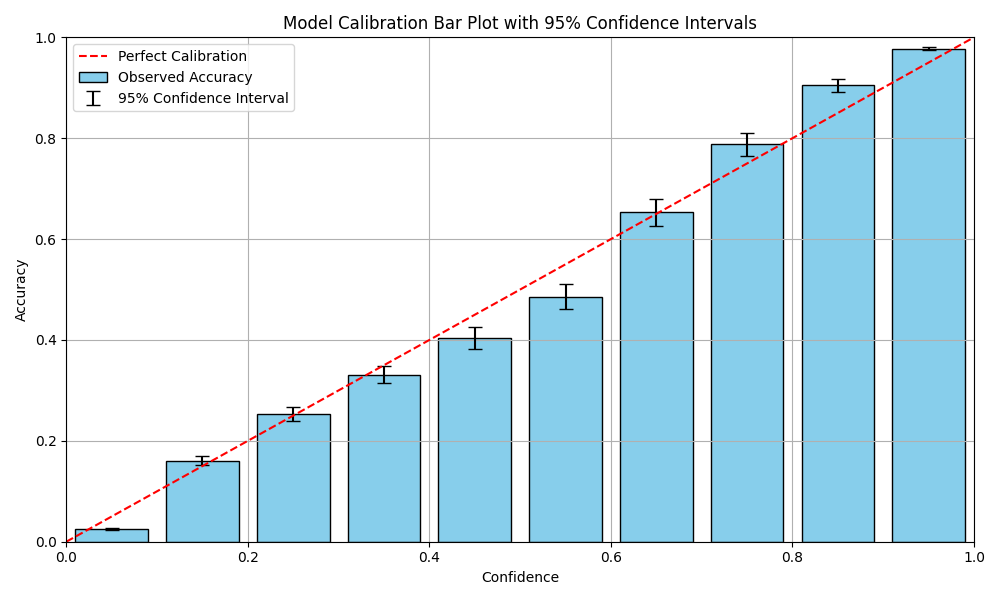 Model Calibration Bar Plot with 95% Confidence Intervals
Perfect Calibration
Observed Accuracy
95% Confidence Interval
1.0
0.8
0.6
0.4
0.2
0.0
Accuracy
0.0 0.2 0.4 0.6 0.8 1.0
Confidence